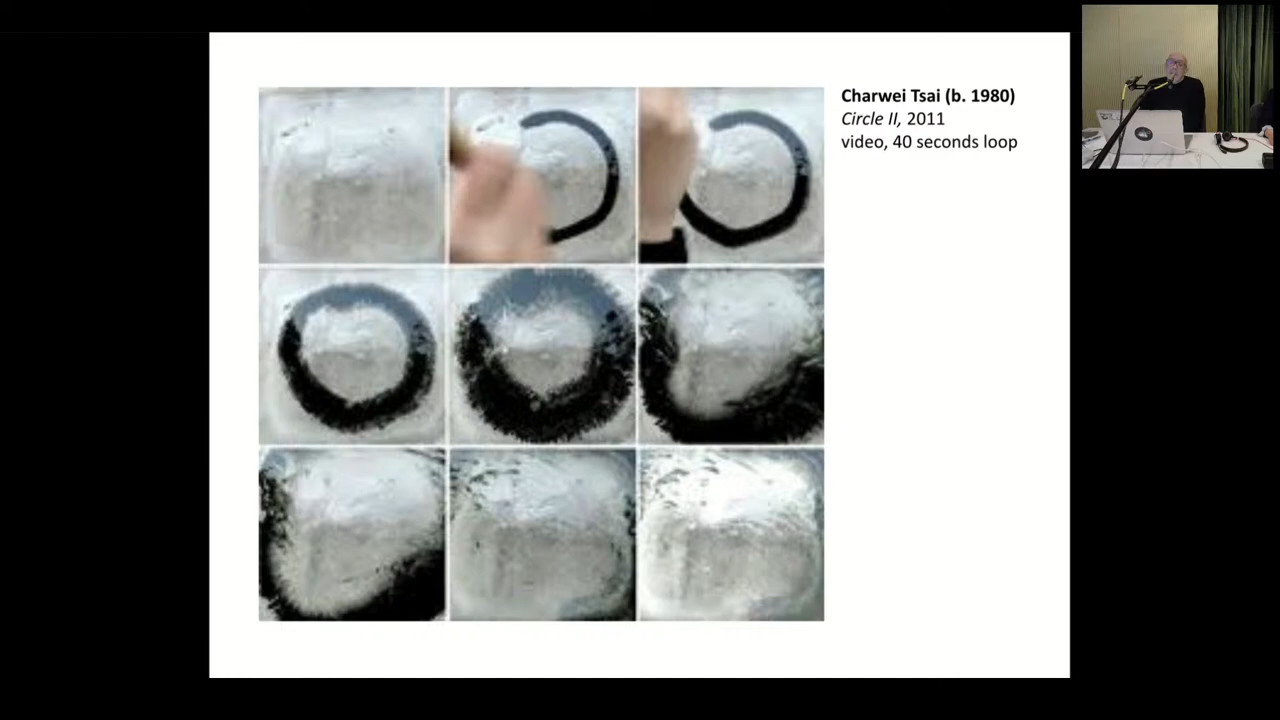 Charwei Tsai (b. 1980)
Circle II, 2011
video, 40 seconds loop